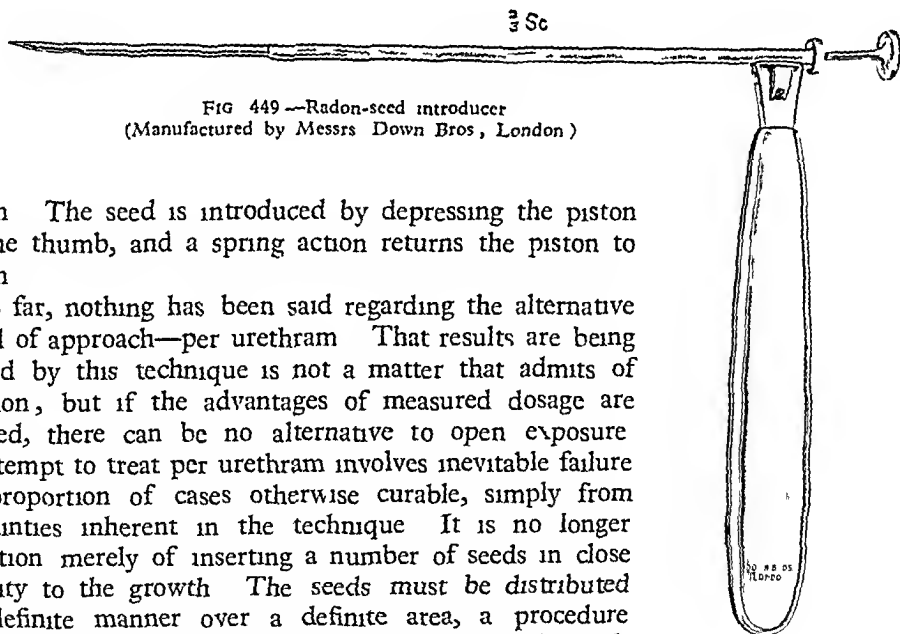 ⅔ Sc
FIG 449—Radon-seed introducer
(Manufactured by Messrs Down Bros, London)
n The seed is introduced by depressing the piston
ne thumb, and a spring action returns the piston to
n
far, nothing has been said regarding the alternative
l of approach—per urethram That results are being
d by this technique is not a matter that admits of
ion, but if the advantages of measured dosage are
ed, there can be no alternative to open exposure
tempt to treat per urethram involves inevitable failure
proportion of cases otherwise curable, simply from
unties inherent in the technique It is no longer
tion merely of inserting a number of seeds in close
ity to the growth The seeds must be distributed
definite manner over a definite area, a procedure